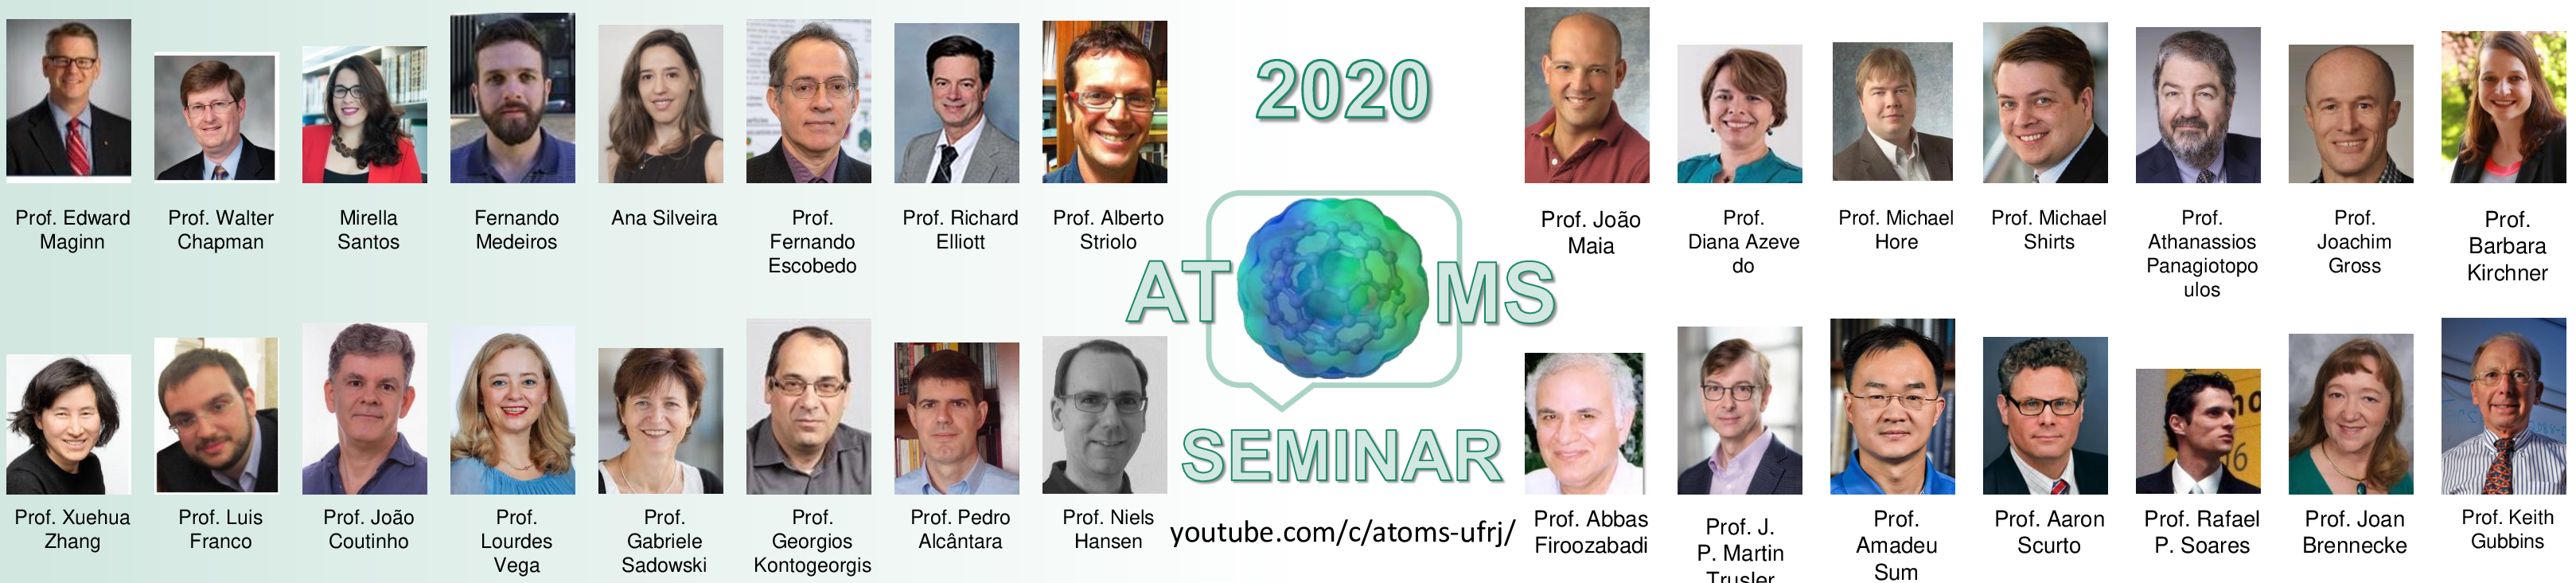 2020
Prof. Edward
Maginn
Prof. Walter
Chapman
Mirella
Santos
Fernando
Medeiros
Ana Silveira
Prof.
Fernando
Escobedo
Prof. Richard
Elliott
Prof. Alberto
Striolo
Prof. João
Maia
Prof.
Diana Azeve
do
Prof. Michael
Hore
Prof. Michael
Shirts
Prof.
Athanassios
Panagiotopo
ulos
Prof.
Joachim
Gross
Prof.
Barbara
Kirchner
AT MS
SEMINAR
youtube.com/c/atoms-ufrj/
Prof. Xuehua
Zhang
Prof. Luis
Franco
Prof. João
Coutinho
Prof.
Lourdes
Vega
Prof.
Gabriele
Sadowski
Prof.
Georgios
Kontogeorgis
Prof. Pedro
Alcântara
Prof. Niels
Hansen
Prof. Abbas
Firoozabadi
Prof. J.
P. Martin
Trusler
Prof.
Amadeu
Sum
Prof. Aaron
Scurto
Prof. Rafael
P. Soares
Prof. Joan
Brennecke
Prof. Keith
Gubbins